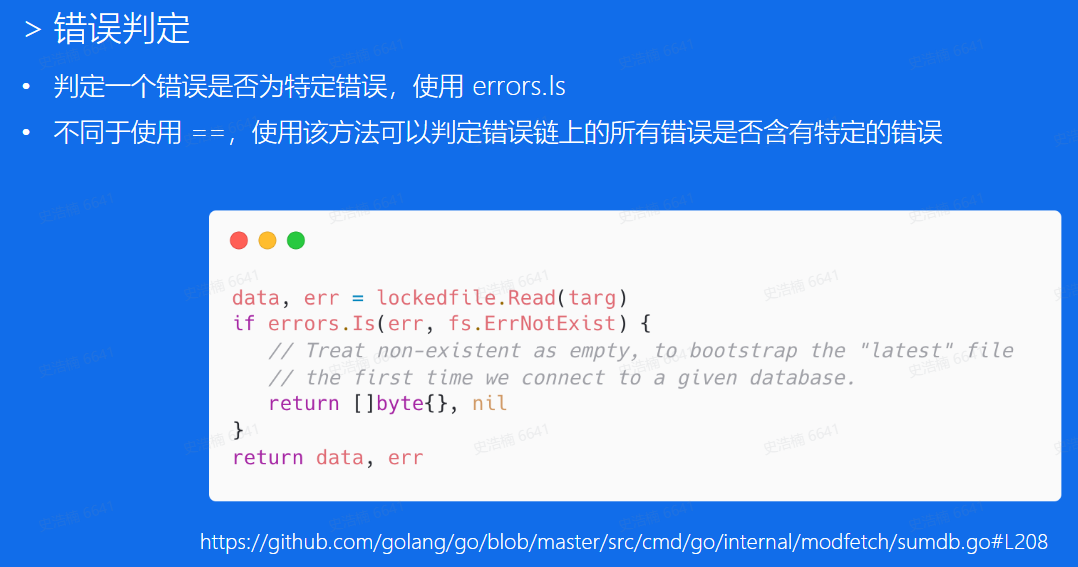 > 错误判定
• 判定一个错误是否为特定错误，使用 errors.Is
• 不同于使用 ==，使用该方法可以判定错误链上的所有错误是否含有特定的错误
data, err = lockedfile.Read(targ)
if errors.Is(err, fs.ErrNotExist) {
   // Treat non-existent as empty, to bootstrap the "latest" file
   // the first time we connect to a given database.
   return []byte{}, nil
}
return data, err
https://github.com/golang/go/blob/master/src/cmd/go/internal/modfetch/sumdb.go#L208
史浩楠 6641